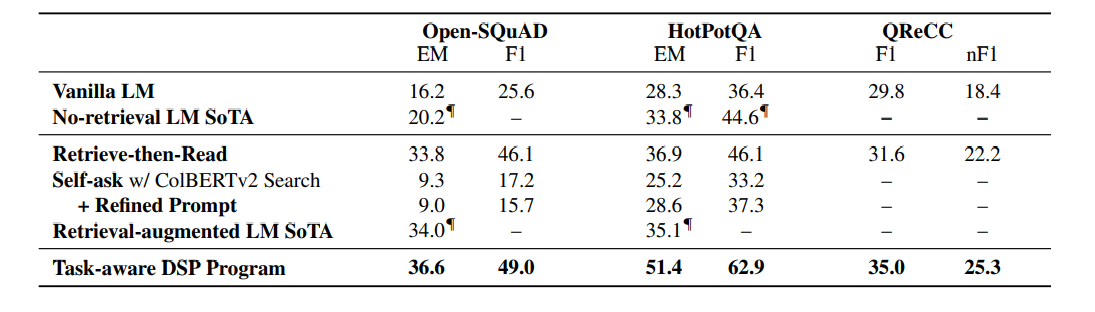 Open-SQuAD HotPotQA QReCC
EM F1 EM F1 F1 nF1
Vanilla LM 16.2 25.6 28.3 36.4 29.8 18.4
No-retrieval LM SoTA 20.2¶ – 33.8¶ 44.6¶ – –
Retrieve-then-Read 33.8 46.1 36.9 46.1 31.6 22.2
Self-ask w/ ColBERTv2 Search 9.3 17.2 25.2 33.2 – –
+ Refined Prompt 9.0 15.7 28.6 37.3 – –
Retrieval-augmented LM SoTA 34.0¶ – 35.1¶ – – –
Task-aware DSP Program 36.6 49.0 51.4 62.9 35.0 25.3